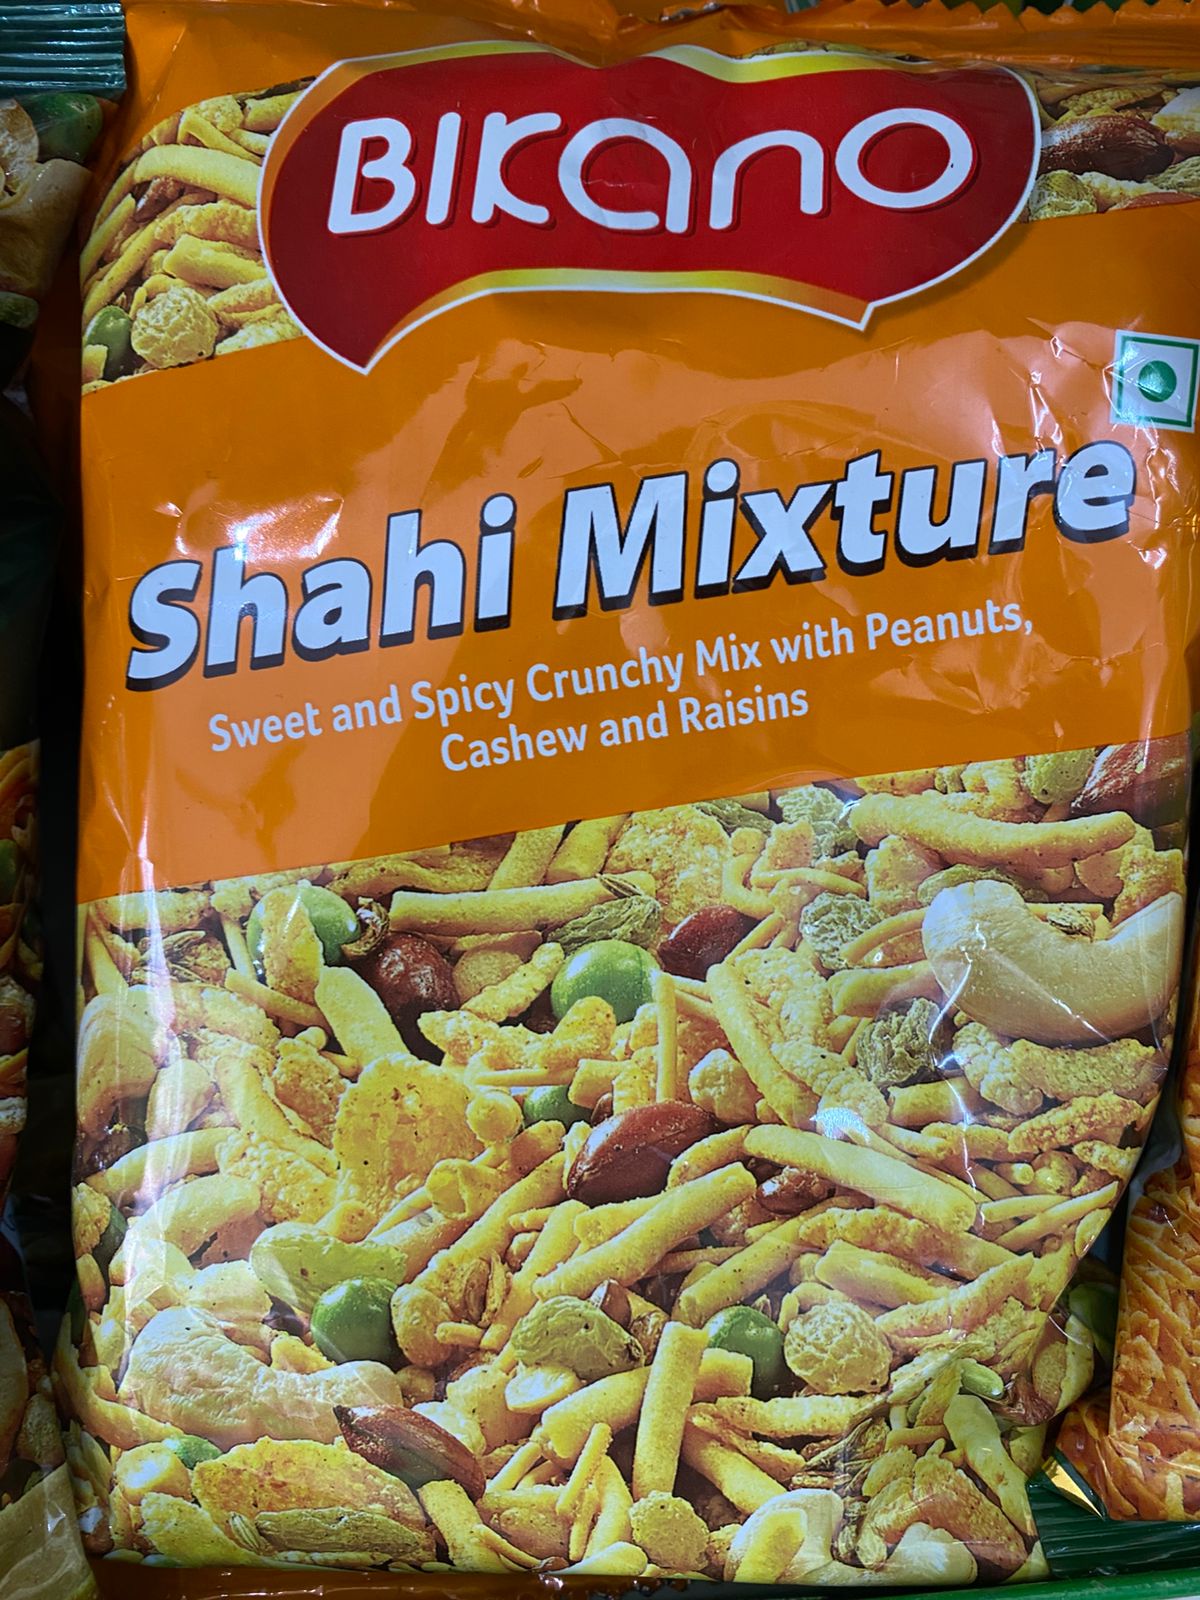 BIKANO
Shahi Mixture
Sweet and Spicy Crunchy Mix with Peanuts,
Cashew and Raisins